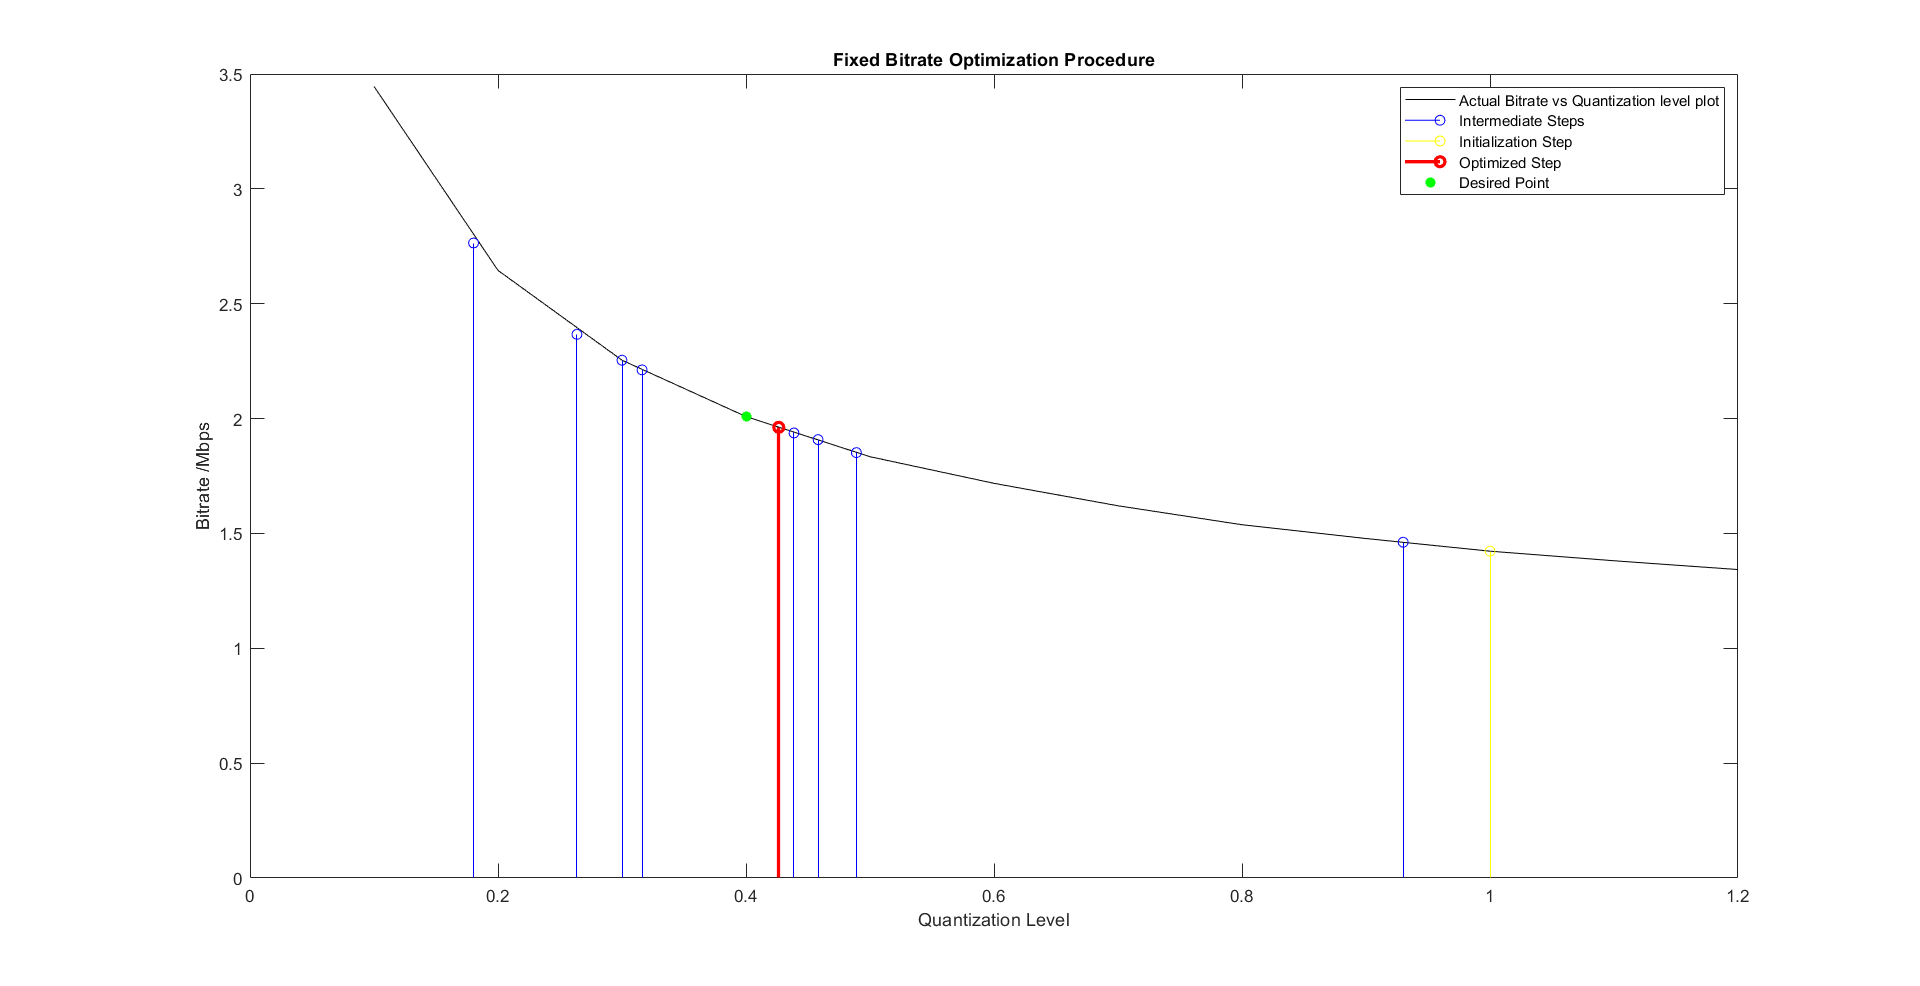 Fixed Bitrate Optimization Procedure
3.5
3
2.5
2
1.5
1
0.5
0
Bitrate /Mbps
Actual Bitrate vs Quantization level plot
Intermediate Steps
Initialization Step
Optimized Step
Desired Point
0 0.2 0.4 0.6 0.8 1 1.2
Quantization Level